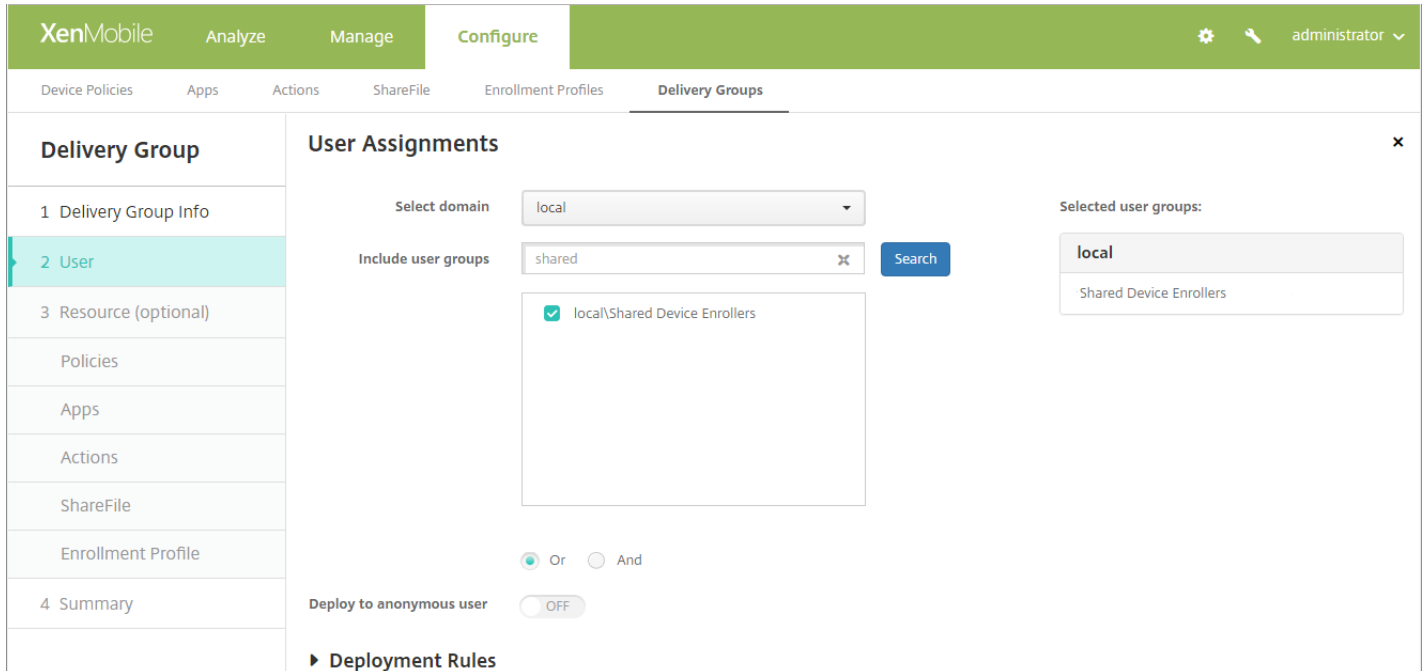 XenMobile Analyze Manage Configure administrator
Device Policies Apps Actions ShareFile Enrollment Profiles Delivery Groups
Delivery Group
1 Delivery Group Info
2 User
3 Resource (optional)
Policies
Apps
Actions
ShareFile
Enrollment Profile
4 Summary
User Assignments
Select domain local
Include user groups shared Search
local\Shared Device Enrollers
Or And
Deploy to anonymous user OFF
Deployment Rules
Selected user groups:
local
Shared Device Enrollers